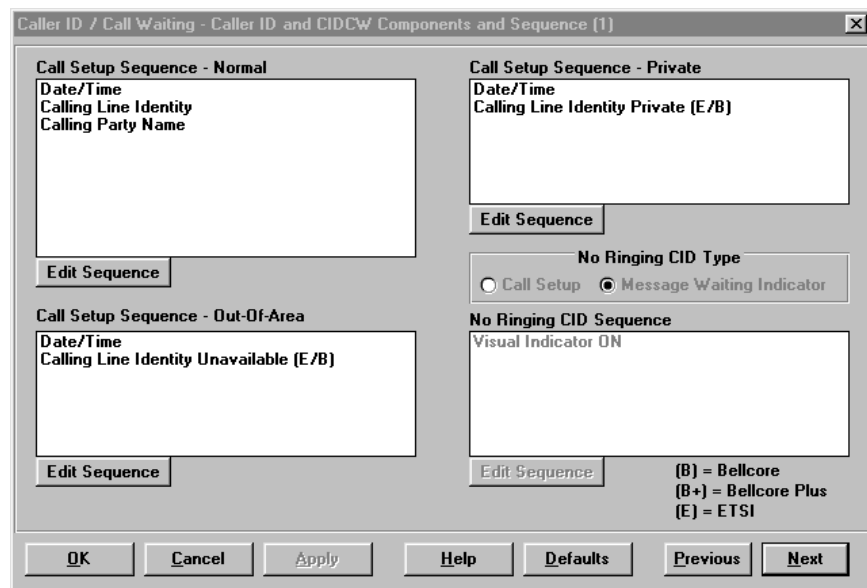 Caller ID / Call Waiting - Caller ID and CIDCW Components and Sequence (1)
Call Setup Sequence - Normal
Date/Time
Calling Line Identity
Calling Party Name
Edit Sequence
Call Setup Sequence - Private
Date/Time
Calling Line Identity Private (E/B)
Edit Sequence
No Ringing CID Type
Call Setup
Message Waiting Indicator
Call Setup Sequence - Out-Of-Area
Date/Time
Calling Line Identity Unavailable (E/B)
Edit Sequence
No Ringing CID Sequence
Visual Indicator ON
Edit Sequence
(B) = Bellcore
(B+) = Bellcore Plus
(E) = ETSI
OK
Cancel
Apply
Help
Defaults
Previous
Next